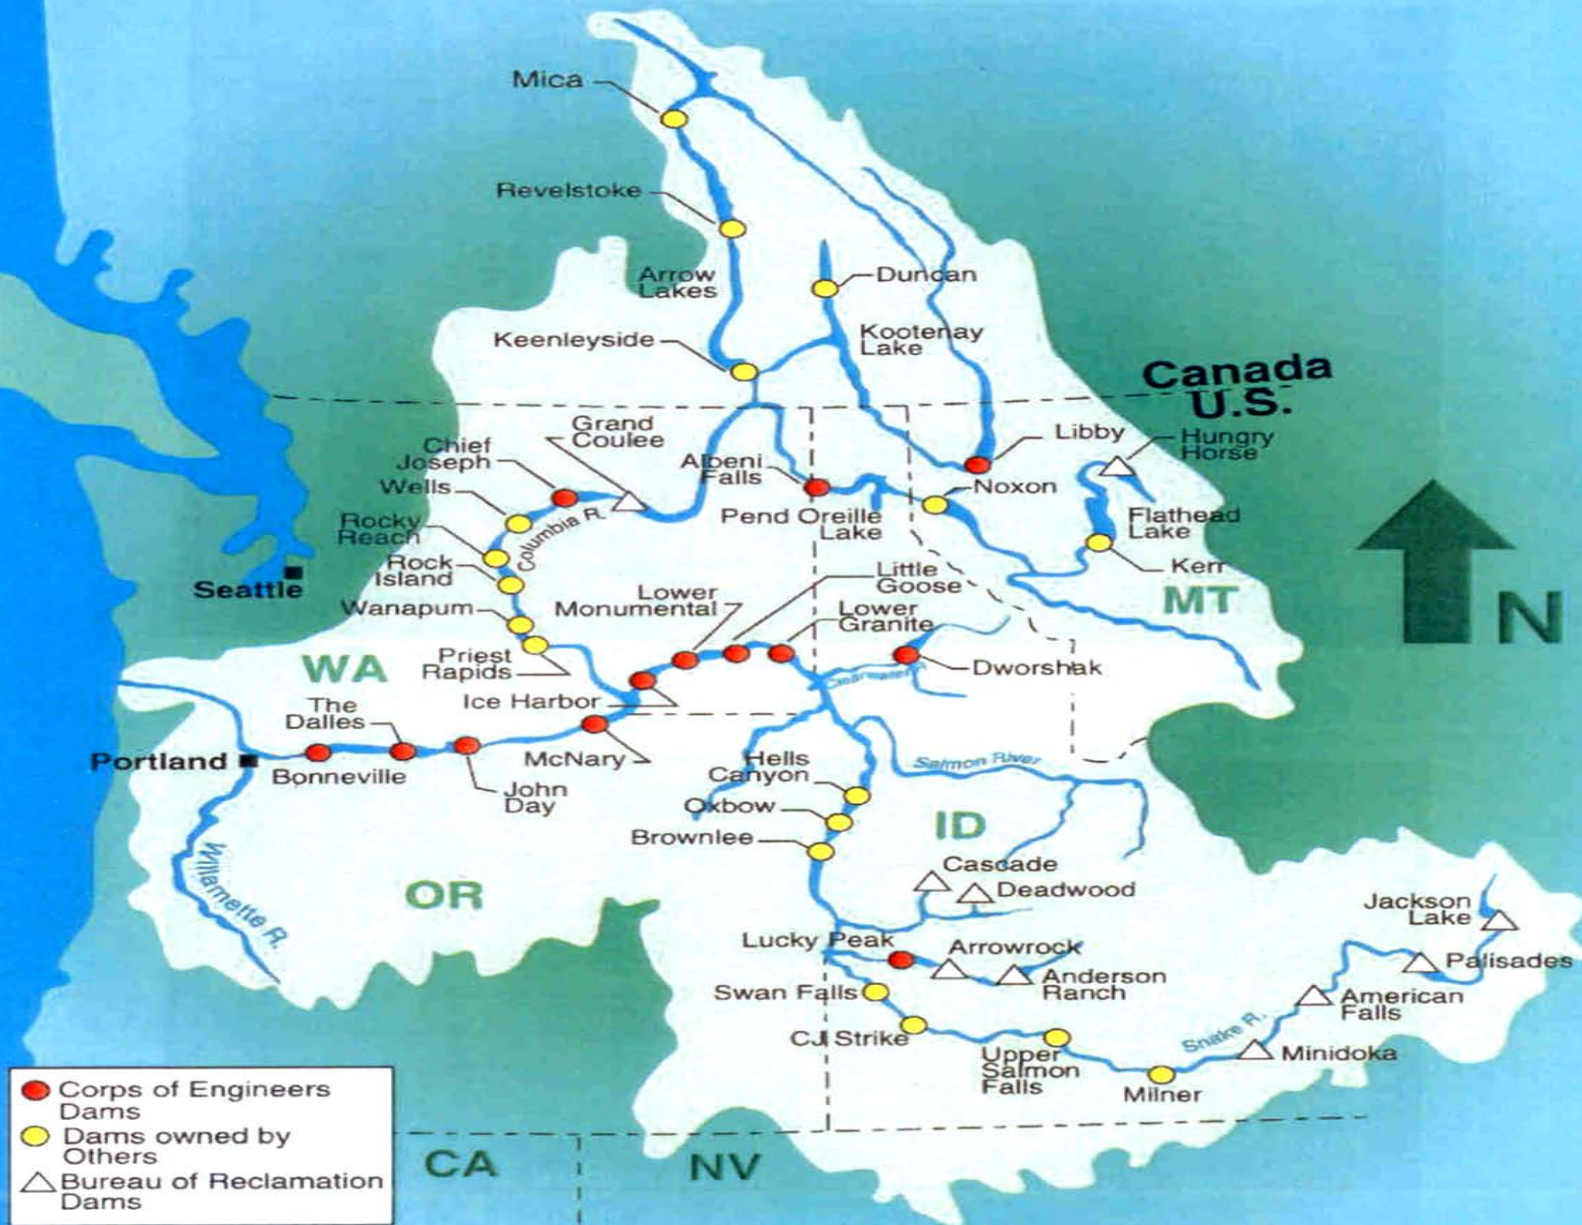 Mica
Revelstoke
Arrow
Lakes
Duncan
Keenleyside
Kootenay
Lake
Canada
U.S.
Grand
Coulee
Chief
Joseph
Libby
Hungry
Horse
Albeni
Falls
Wells
Noxon
Columbia R.
Pend Oreille
Lake
Flathead
Lake
Rocky
Reach
Rock
Island
Kerr
Seattle
Little
Goose
Lower
Monumental
Lower
Granite
MT
N
Wanapum
Priest
Rapids
WA
Dworshak
Clearwater R.
Ice Harbor
The
Dalles
McNary
Portland
Bonneville
John
Day
Hells
Canyon
Salmon River
Oxbow
Brownlee
ID
Willamette R.
OR
Cascade
Deadwood
Jackson
Lake
Lucky Peak
Arrowrock
Palisades
Anderson
Ranch
Swan Falls
American
Falls
CJ Strike
Snake R.
Upper
Salmon
Falls
Minidoka
Milner
Corps of Engineers
Dams
Dams owned by
Others
Bureau of Reclamation
Dams
CA
NV